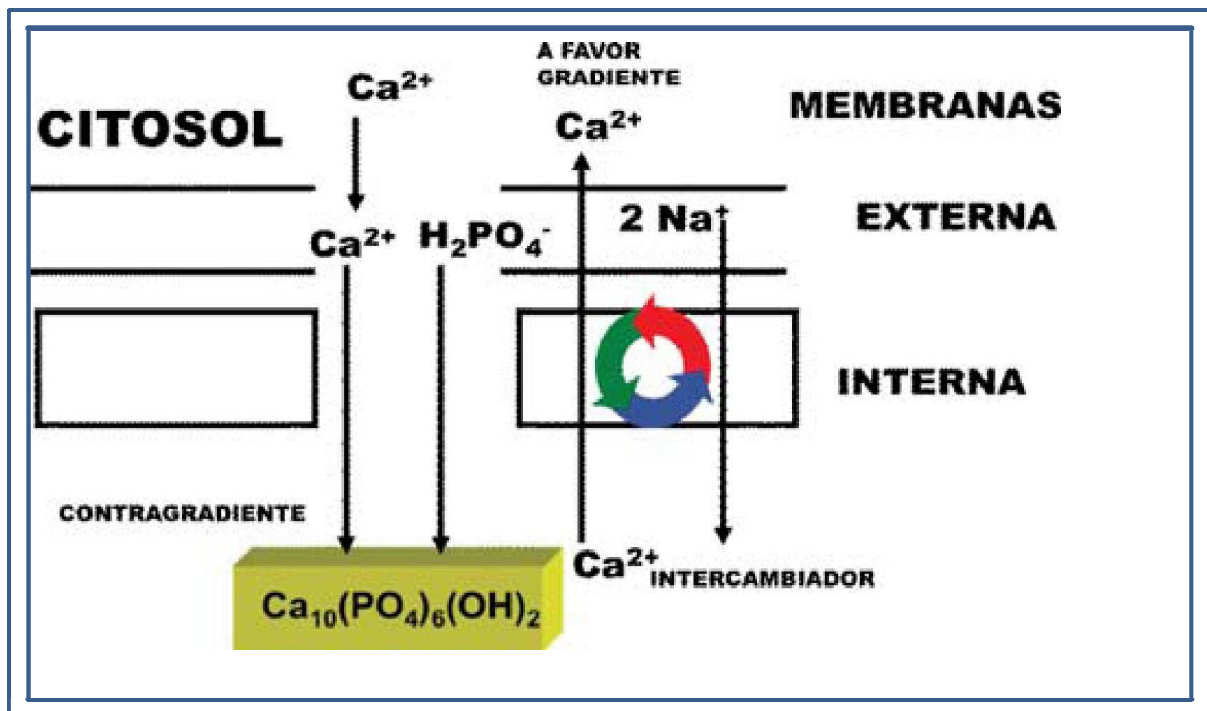 A FAVOR
GRADIENTE
Ca²⁺
Ca²⁺
MEMBRANAS
CITOSOL
Ca²⁺
H₂PO₄⁻
2 Na⁺
EXTERNA
INTERNA
CONTRAGRADIENTE
Ca²⁺
INTERCAMBIADOR
Ca₁₀(PO₄)₆(OH)₂